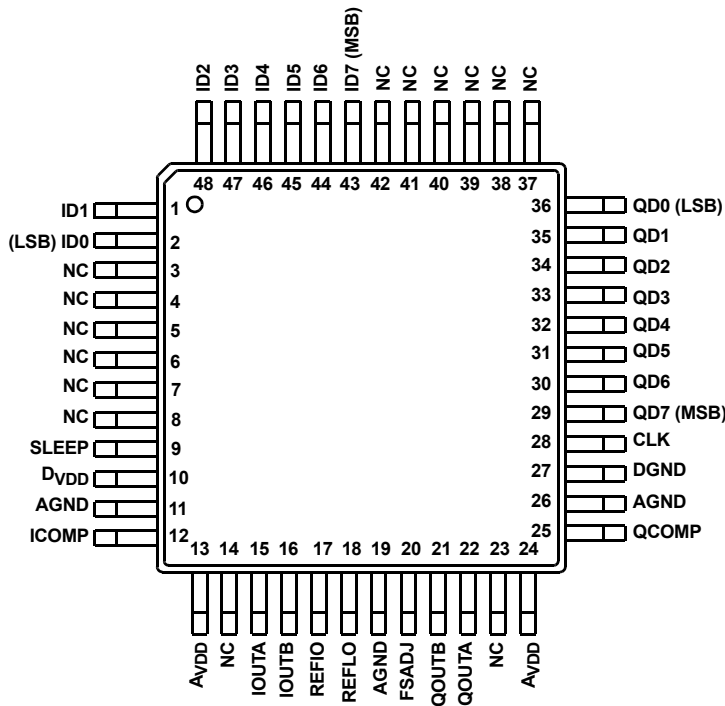 ID2
ID3
ID4
ID5
ID6
ID7 (MSB)
NC
NC
NC
NC
NC
NC
48
47
46
45
44
43
42
41
40
39
38
37
ID1
(LSB) ID0
NC
NC
NC
NC
NC
NC
SLEEP
DVDD
AGND
ICOMP
1
2
3
4
5
6
7
8
9
10
11
12
36
35
34
33
32
31
30
29
28
27
26
25
QD0 (LSB)
QD1
QD2
QD3
QD4
QD5
QD6
QD7 (MSB)
CLK
DGND
AGND
QCOMP
13
14
15
16
17
18
19
20
21
22
23
24
AVDD
NC
IOUTA
IOUTB
REFIO
REFLO
AGND
FSADJ
QOUTB
QOUTA
NC
AVDD